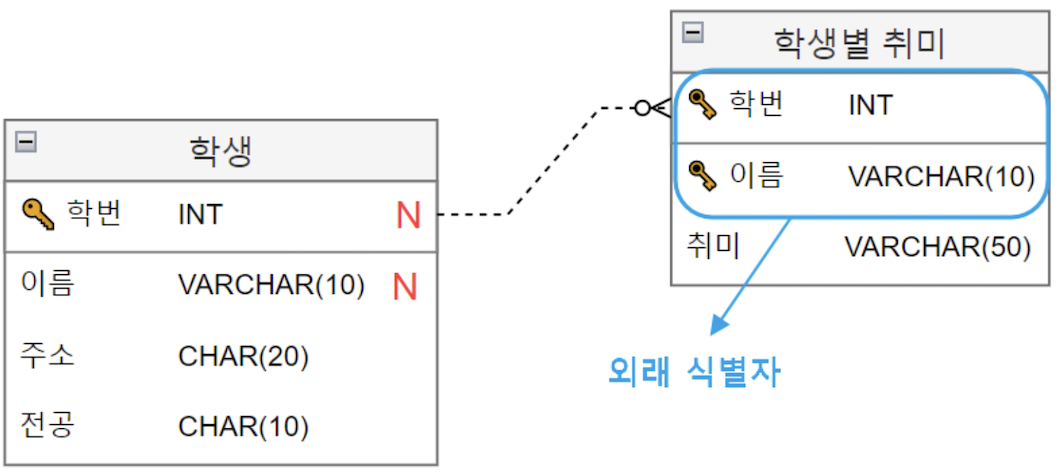 학생
학번 INT N
이름 VARCHAR(10) N
주소 CHAR(20)
전공 CHAR(10)
학생별 취미
학번 INT
이름 VARCHAR(10)
취미 VARCHAR(50)
외래 식별자